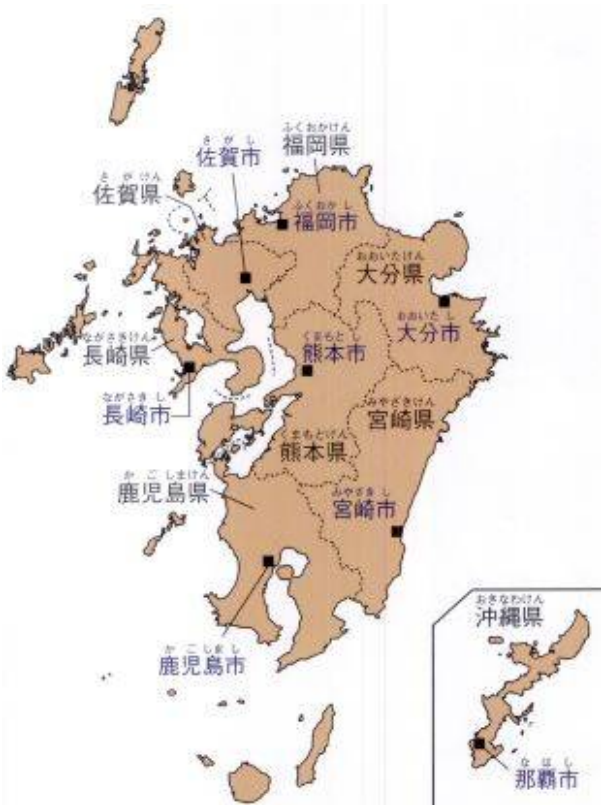 ふくおかけん
福岡県
さがし
佐賀市
さがけん
佐賀県
ふくおかし
福岡市
おおいたけん
大分県
おおいたし
大分市
ながさきけん
長崎県
くまもとし
熊本市
ながさきし
長崎市
みやざきけん
宮崎県
くまもとけん
熊本県
かごしまけん
鹿児島県
みやざきし
宮崎市
かごしまし
鹿児島市
おきなわけん
沖縄県
なはし
那覇市